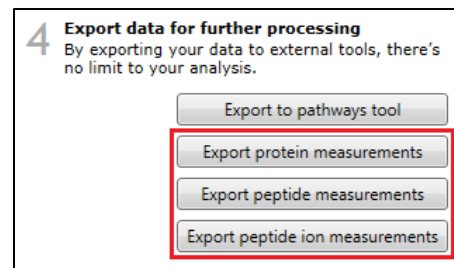 4 Export data for further processing
By exporting your data to external tools, there's
no limit to your analysis.
Export to pathways tool
Export protein measurements
Export peptide measurements
Export peptide ion measurements